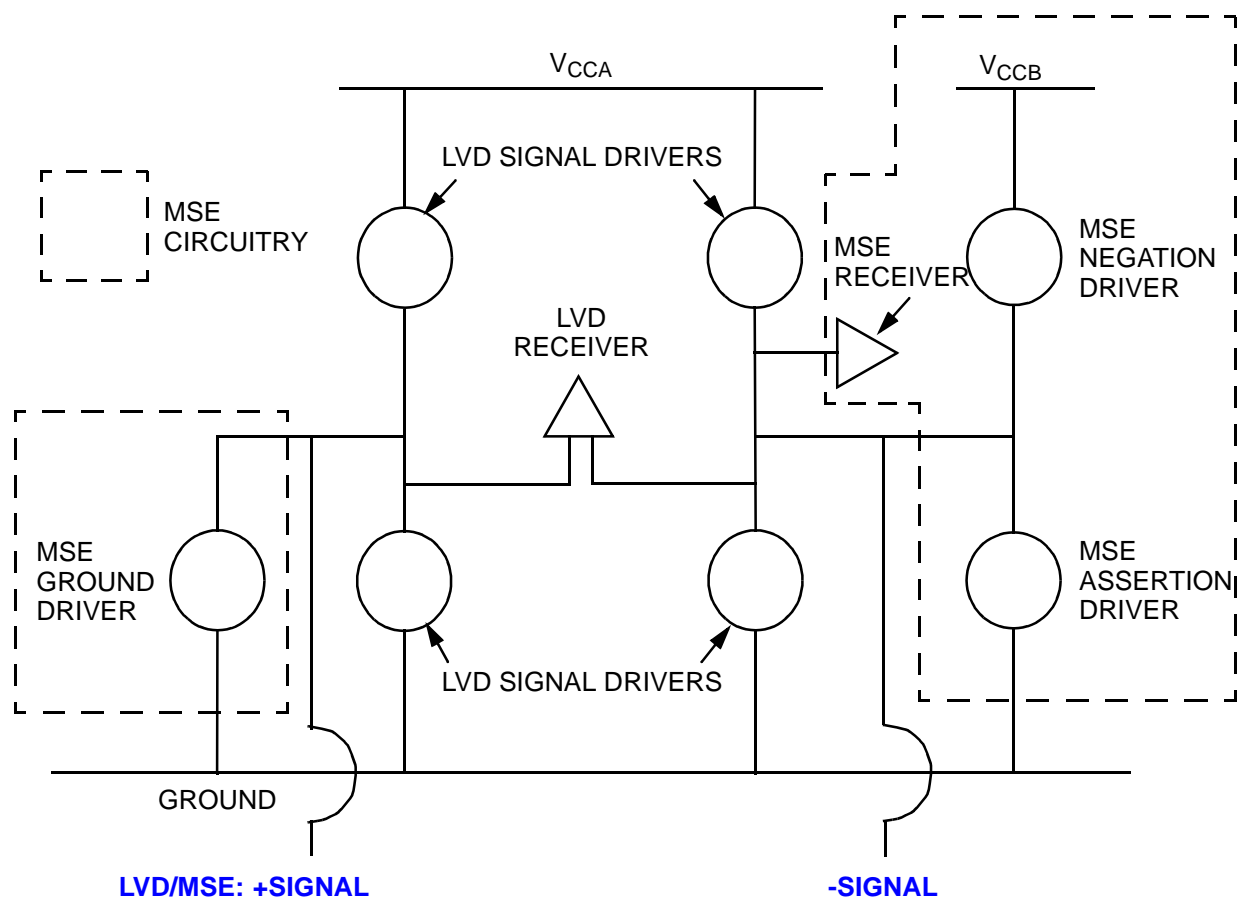 VCCA
VCCB
LVD SIGNAL DRIVERS
MSE
CIRCUITRY
MSE
RECEIVER
MSE
NEGATION
DRIVER
LVD
RECEIVER
MSE
GROUND
DRIVER
MSE
ASSERTION
DRIVER
LVD SIGNAL DRIVERS
GROUND
LVD/MSE: +SIGNAL
-SIGNAL